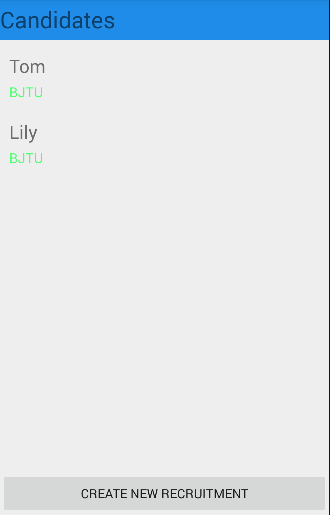 Candidates
Tom
BJTU
Lily
BJTU
CREATE NEW RECRUITMENT